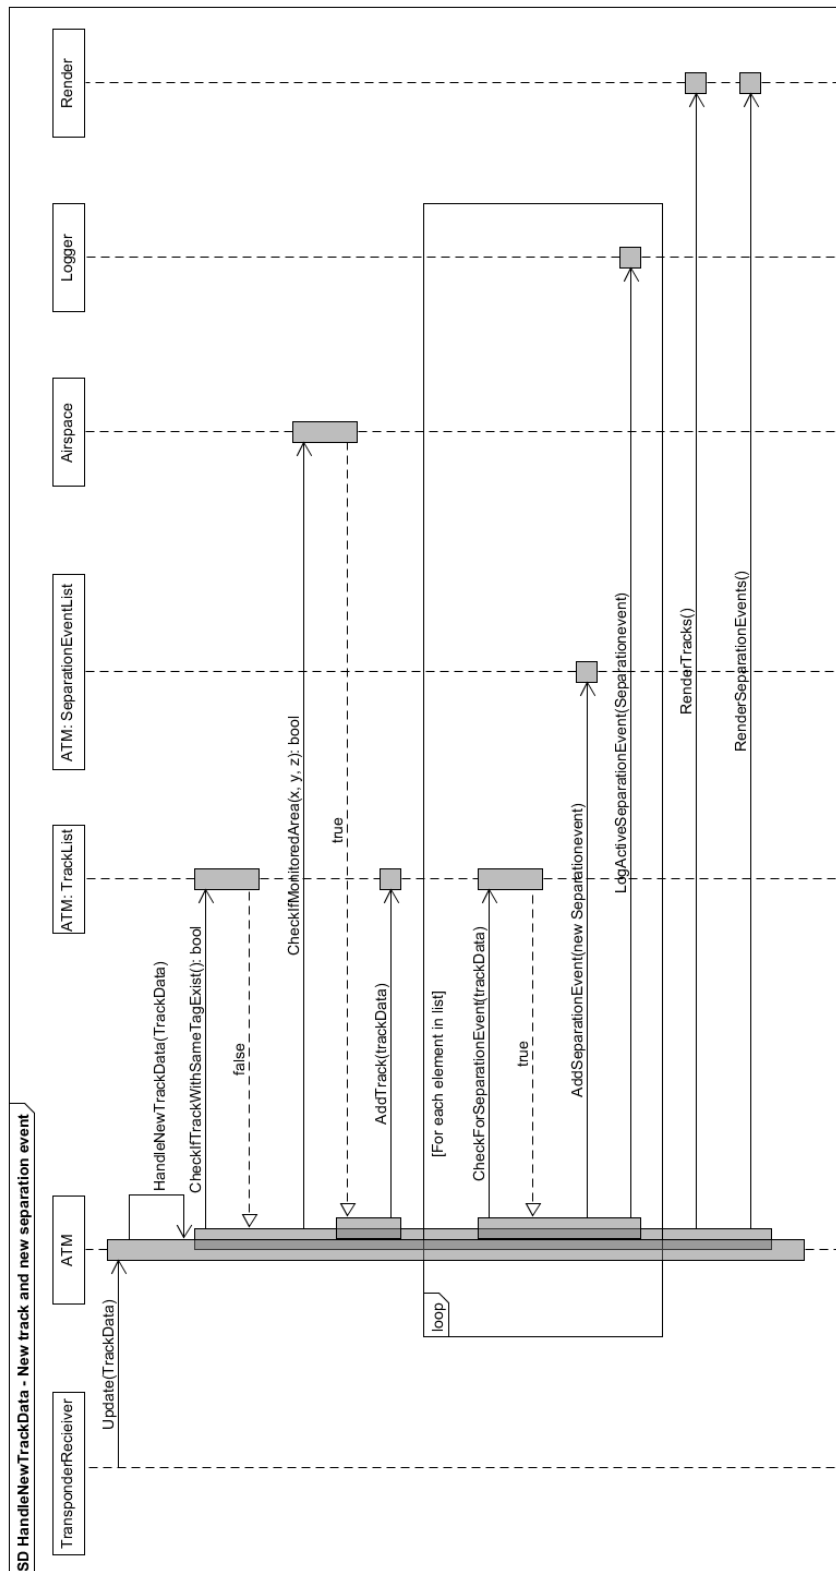 SD HandleNewTrackData - New track and new separation event
TransponderRecieiver
ATM
ATM: TrackList
ATM: SeparationEventList
Airspace
Logger
Render
Update(TrackData)
HandleNewTrackData(TrackData)
CheckIfTrackWithSameTagExist(): bool
false
CheckIfMonitoredArea(x, y, z): bool
true
AddTrack(trackData)
loop
[For each element in list]
CheckForSeparationEvent(trackData)
true
AddSeparationEvent(new Separationevent)
LogActiveSeparationEvent(Separationevent)
RenderTracks()
RenderSeparationEvents()